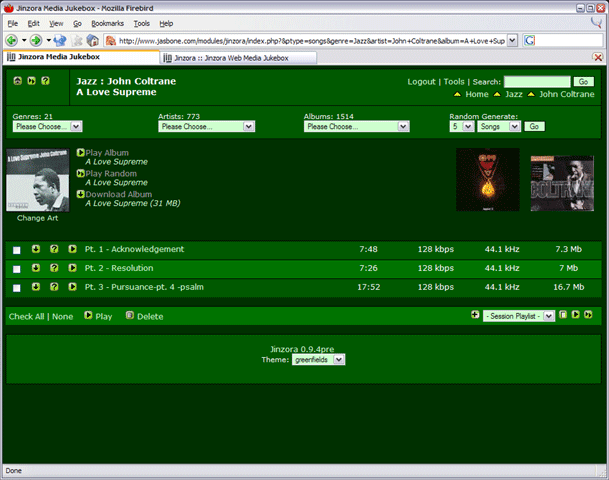 Jinzora Media Jukebox - Mozilla Firebird
File Edit View Go Bookmarks Tools Help
http://www.jasbone.com/modules/jinzora/index.php?&ptype=songs&genre=Jazz&artist=John+Coltrane&album=A+Love+Sup
Jinzora Media Jukebox Jinzora :: Jinzora Web Media Jukebox
Jazz : John Coltrane
A Love Supreme
Logout | Tools | Search: Go
Home Jazz John Coltrane
Genres: 21 Artists: 773 Albums: 1514 Random Generate:
Please Choose... Please Choose... Please Choose... 5 Songs Go
A Love Supreme John Coltrane
Play Album
A Love Supreme
Play Random
A Love Supreme
Download Album
A Love Supreme (31 MB)
Change Art
COLTRANE
Pt. 1 - Acknowledgement 7:48 128 kbps 44.1 kHz 7.3 Mb
Pt. 2 - Resolution 7:26 128 kbps 44.1 kHz 7 Mb
Pt. 3 - Pursuance-pt. 4 -psalm 17:52 128 kbps 44.1 kHz 16.7 Mb
Check All | None Play Delete - Session Playlist -
Jinzora 0.9.4pre
Theme: greenfields
Done